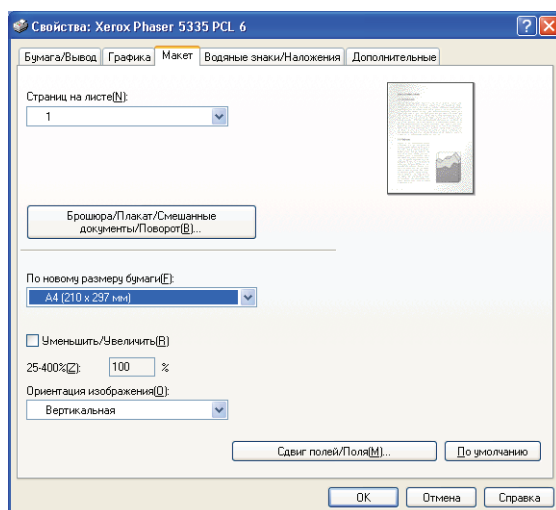 Свойства: Xerox Phaser 5335 PCL 6
Бумага/Вывод Графика Макет Водяные знаки/Наложения Дополнительные
Страниц на листе(N):
1
Брошюра/Плакат/Смешанные
документы/Поворот(B)...
По новому размеру бумаги(F):
A4 (210 x 297 мм)
Уменьшить/Увеличить(R)
25-400%(Z): 100 %
Ориентация изображения(O):
Вертикальная
Сдвиг полей/Поля(M)... По умолчанию
OK Отмена Справка